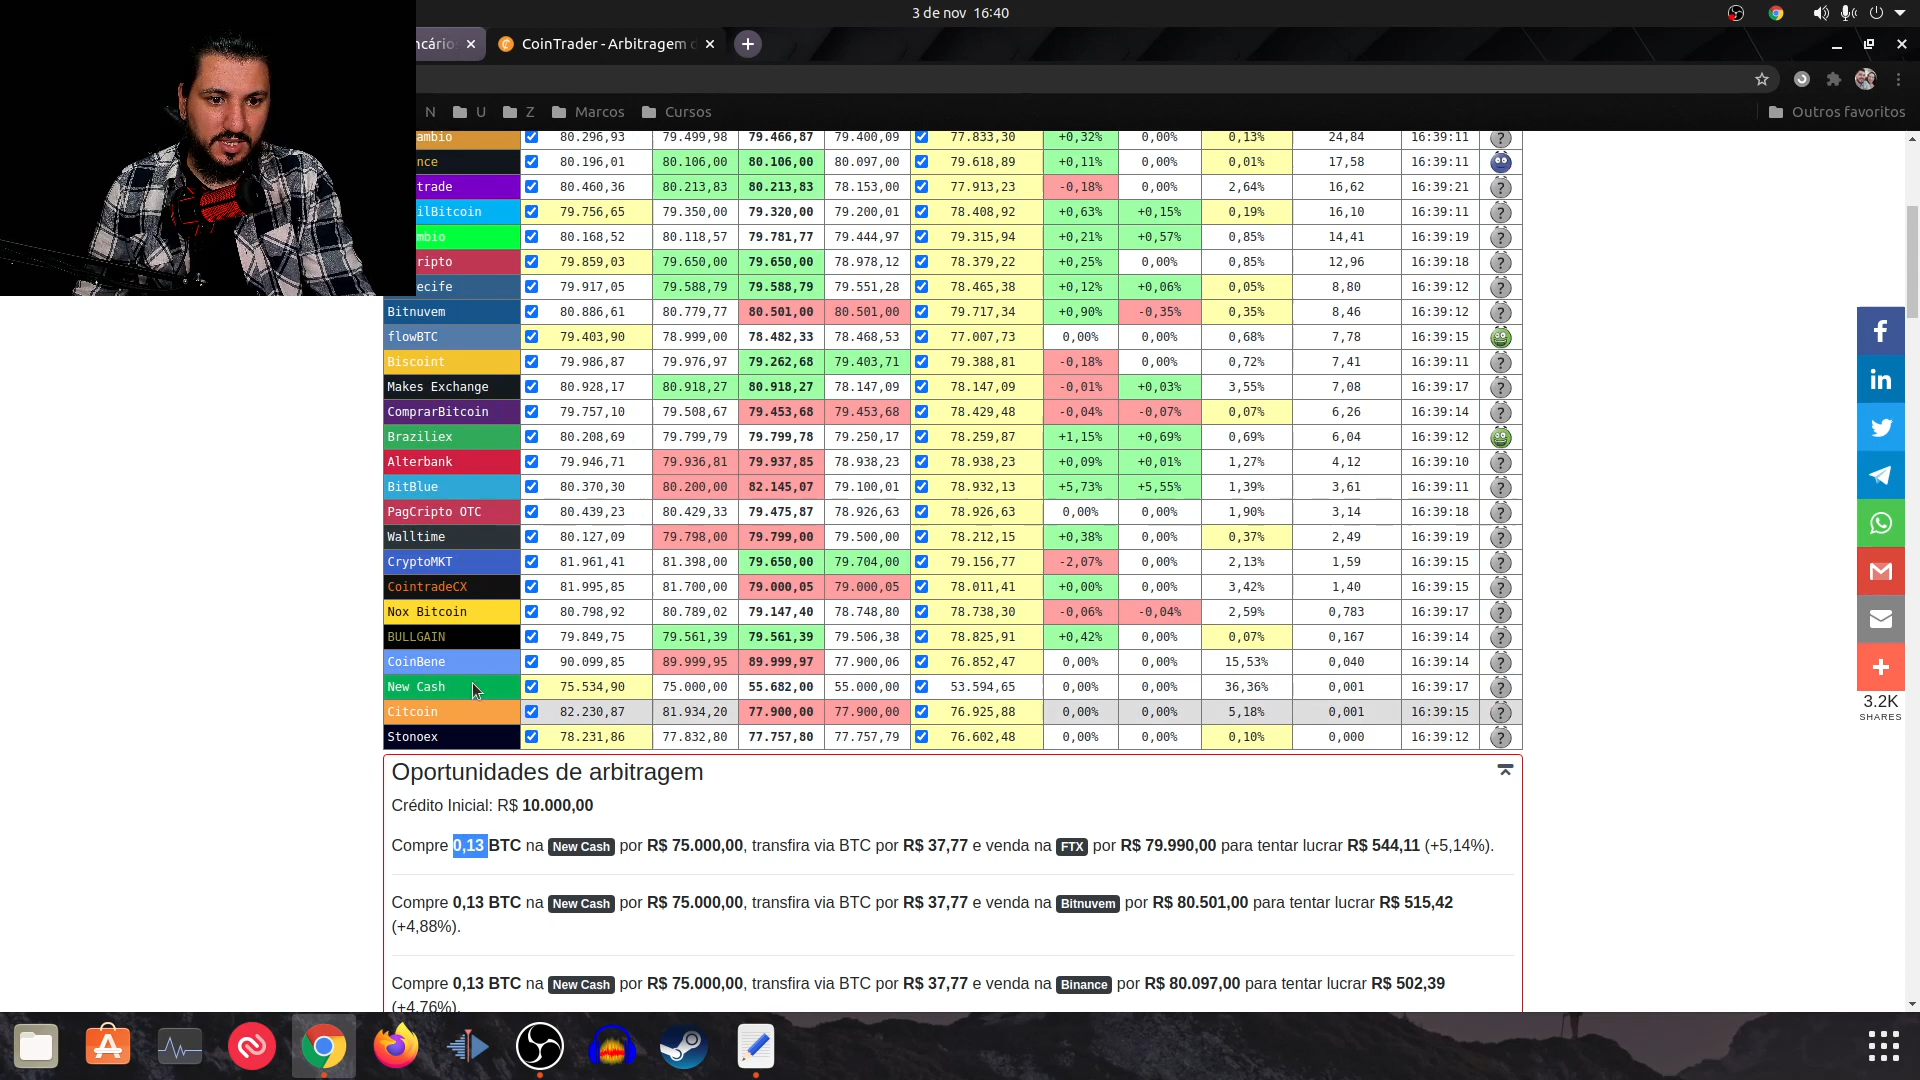 3 de nov 16:40
ncário
CoinTrader - Arbitragem
N U Z Marcos Cursos Outros favoritos
ambio 80.296,93 79.499,98 79.466,87 79.400,09 77.833,30 +0,32% 0,00% 0,13% 24,84 16:39:11 ?
nce 80.196,01 80.106,00 80.106,00 80.097,00 79.618,89 +0,11% 0,00% 0,01% 17,58 16:39:11
trade 80.460,36 80.213,83 80.213,83 78.153,00 77.913,23 -0,18% 0,00% 2,64% 16,62 16:39:21 ?
ilBitcoin 79.756,65 79.350,00 79.320,00 79.200,01 78.408,92 +0,63% +0,15% 0,19% 16,10 16:39:11 ?
mbio 80.168,52 80.118,57 79.781,77 79.444,97 79.315,94 +0,21% +0,57% 0,85% 14,41 16:39:19 ?
ripto 79.859,03 79.650,00 79.650,00 78.978,12 78.379,22 +0,25% 0,00% 0,85% 12,96 16:39:18 ?
ecife 79.917,05 79.588,79 79.588,79 79.551,28 78.465,38 +0,12% +0,06% 0,05% 8,80 16:39:12 ?
Bitnuvem 80.886,61 80.779,77 80.501,00 80.501,00 79.717,34 +0,90% -0,35% 0,35% 8,46 16:39:12 ?
flowBTC 79.403,90 78.999,00 78.482,33 78.468,53 77.007,73 0,00% 0,00% 0,68% 7,78 16:39:15
Biscoint 79.986,87 79.976,97 79.262,68 79.403,71 79.388,81 -0,18% 0,00% 0,72% 7,41 16:39:11 ?
Makes Exchange 80.928,17 80.918,27 80.918,27 78.147,09 78.147,09 -0,01% +0,03% 3,55% 7,08 16:39:17 ?
ComprarBitcoin 79.757,10 79.508,67 79.453,68 79.453,68 78.429,48 -0,04% -0,07% 0,07% 6,26 16:39:14 ?
Braziliex 80.208,69 79.799,79 79.799,78 79.250,17 78.259,87 +1,15% +0,69% 0,69% 6,04 16:39:12
Alterbank 79.946,71 79.936,81 79.937,85 78.938,23 78.938,23 +0,09% +0,01% 1,27% 4,12 16:39:10 ?
BitBlue 80.370,30 80.200,00 82.145,07 79.100,01 78.932,13 +5,73% +5,55% 1,39% 3,61 16:39:11 ?
PagCripto OTC 80.439,23 80.429,33 79.475,87 78.926,63 78.926,63 0,00% 0,00% 1,90% 3,14 16:39:18 ?
Walltime 80.127,09 79.798,00 79.799,00 79.500,00 78.212,15 +0,38% 0,00% 0,37% 2,49 16:39:19 ?
CryptoMKT 81.961,41 81.398,00 79.650,00 79.704,00 79.156,77 -2,07% 0,00% 2,13% 1,59 16:39:15 ?
CointradeCX 81.995,85 81.700,00 79.000,05 79.000,05 78.011,41 +0,00% 0,00% 3,42% 1,40 16:39:15 ?
Nox Bitcoin 80.798,92 80.789,02 79.147,40 78.748,80 78.738,30 -0,06% -0,04% 2,59% 0,783 16:39:17 ?
BULLGAIN 79.849,75 79.561,39 79.561,39 79.506,38 78.825,91 +0,42% 0,00% 0,07% 0,167 16:39:14 ?
CoinBene 90.099,85 89.999,95 89.999,97 77.900,06 76.852,47 0,00% 0,00% 15,53% 0,040 16:39:14 ?
New Cash 75.534,90 75.000,00 55.682,00 55.000,00 53.594,65 0,00% 0,00% 36,36% 0,001 16:39:17 ?
Citcoin 82.230,87 81.934,20 77.900,00 77.900,00 76.925,88 0,00% 0,00% 5,18% 0,001 16:39:15 ?
Stonoex 78.231,86 77.832,80 77.757,80 77.757,79 76.602,48 0,00% 0,00% 0,10% 0,000 16:39:12 ?
3.2K
SHARES
Oportunidades de arbitragem
Crédito Inicial: R$ 10.000,00
Compre 0,13 BTC na New Cash por R$ 75.000,00, transfira via BTC por R$ 37,77 e venda na FTX por R$ 79.990,00 para tentar lucrar R$ 544,11 (+5,14%).
Compre 0,13 BTC na New Cash por R$ 75.000,00, transfira via BTC por R$ 37,77 e venda na Bitnuvem por R$ 80.501,00 para tentar lucrar R$ 515,42
(+4,88%).
Compre 0,13 BTC na New Cash por R$ 75.000,00, transfira via BTC por R$ 37,77 e venda na Binance por R$ 80.097,00 para tentar lucrar R$ 502,39
(+4,76%).